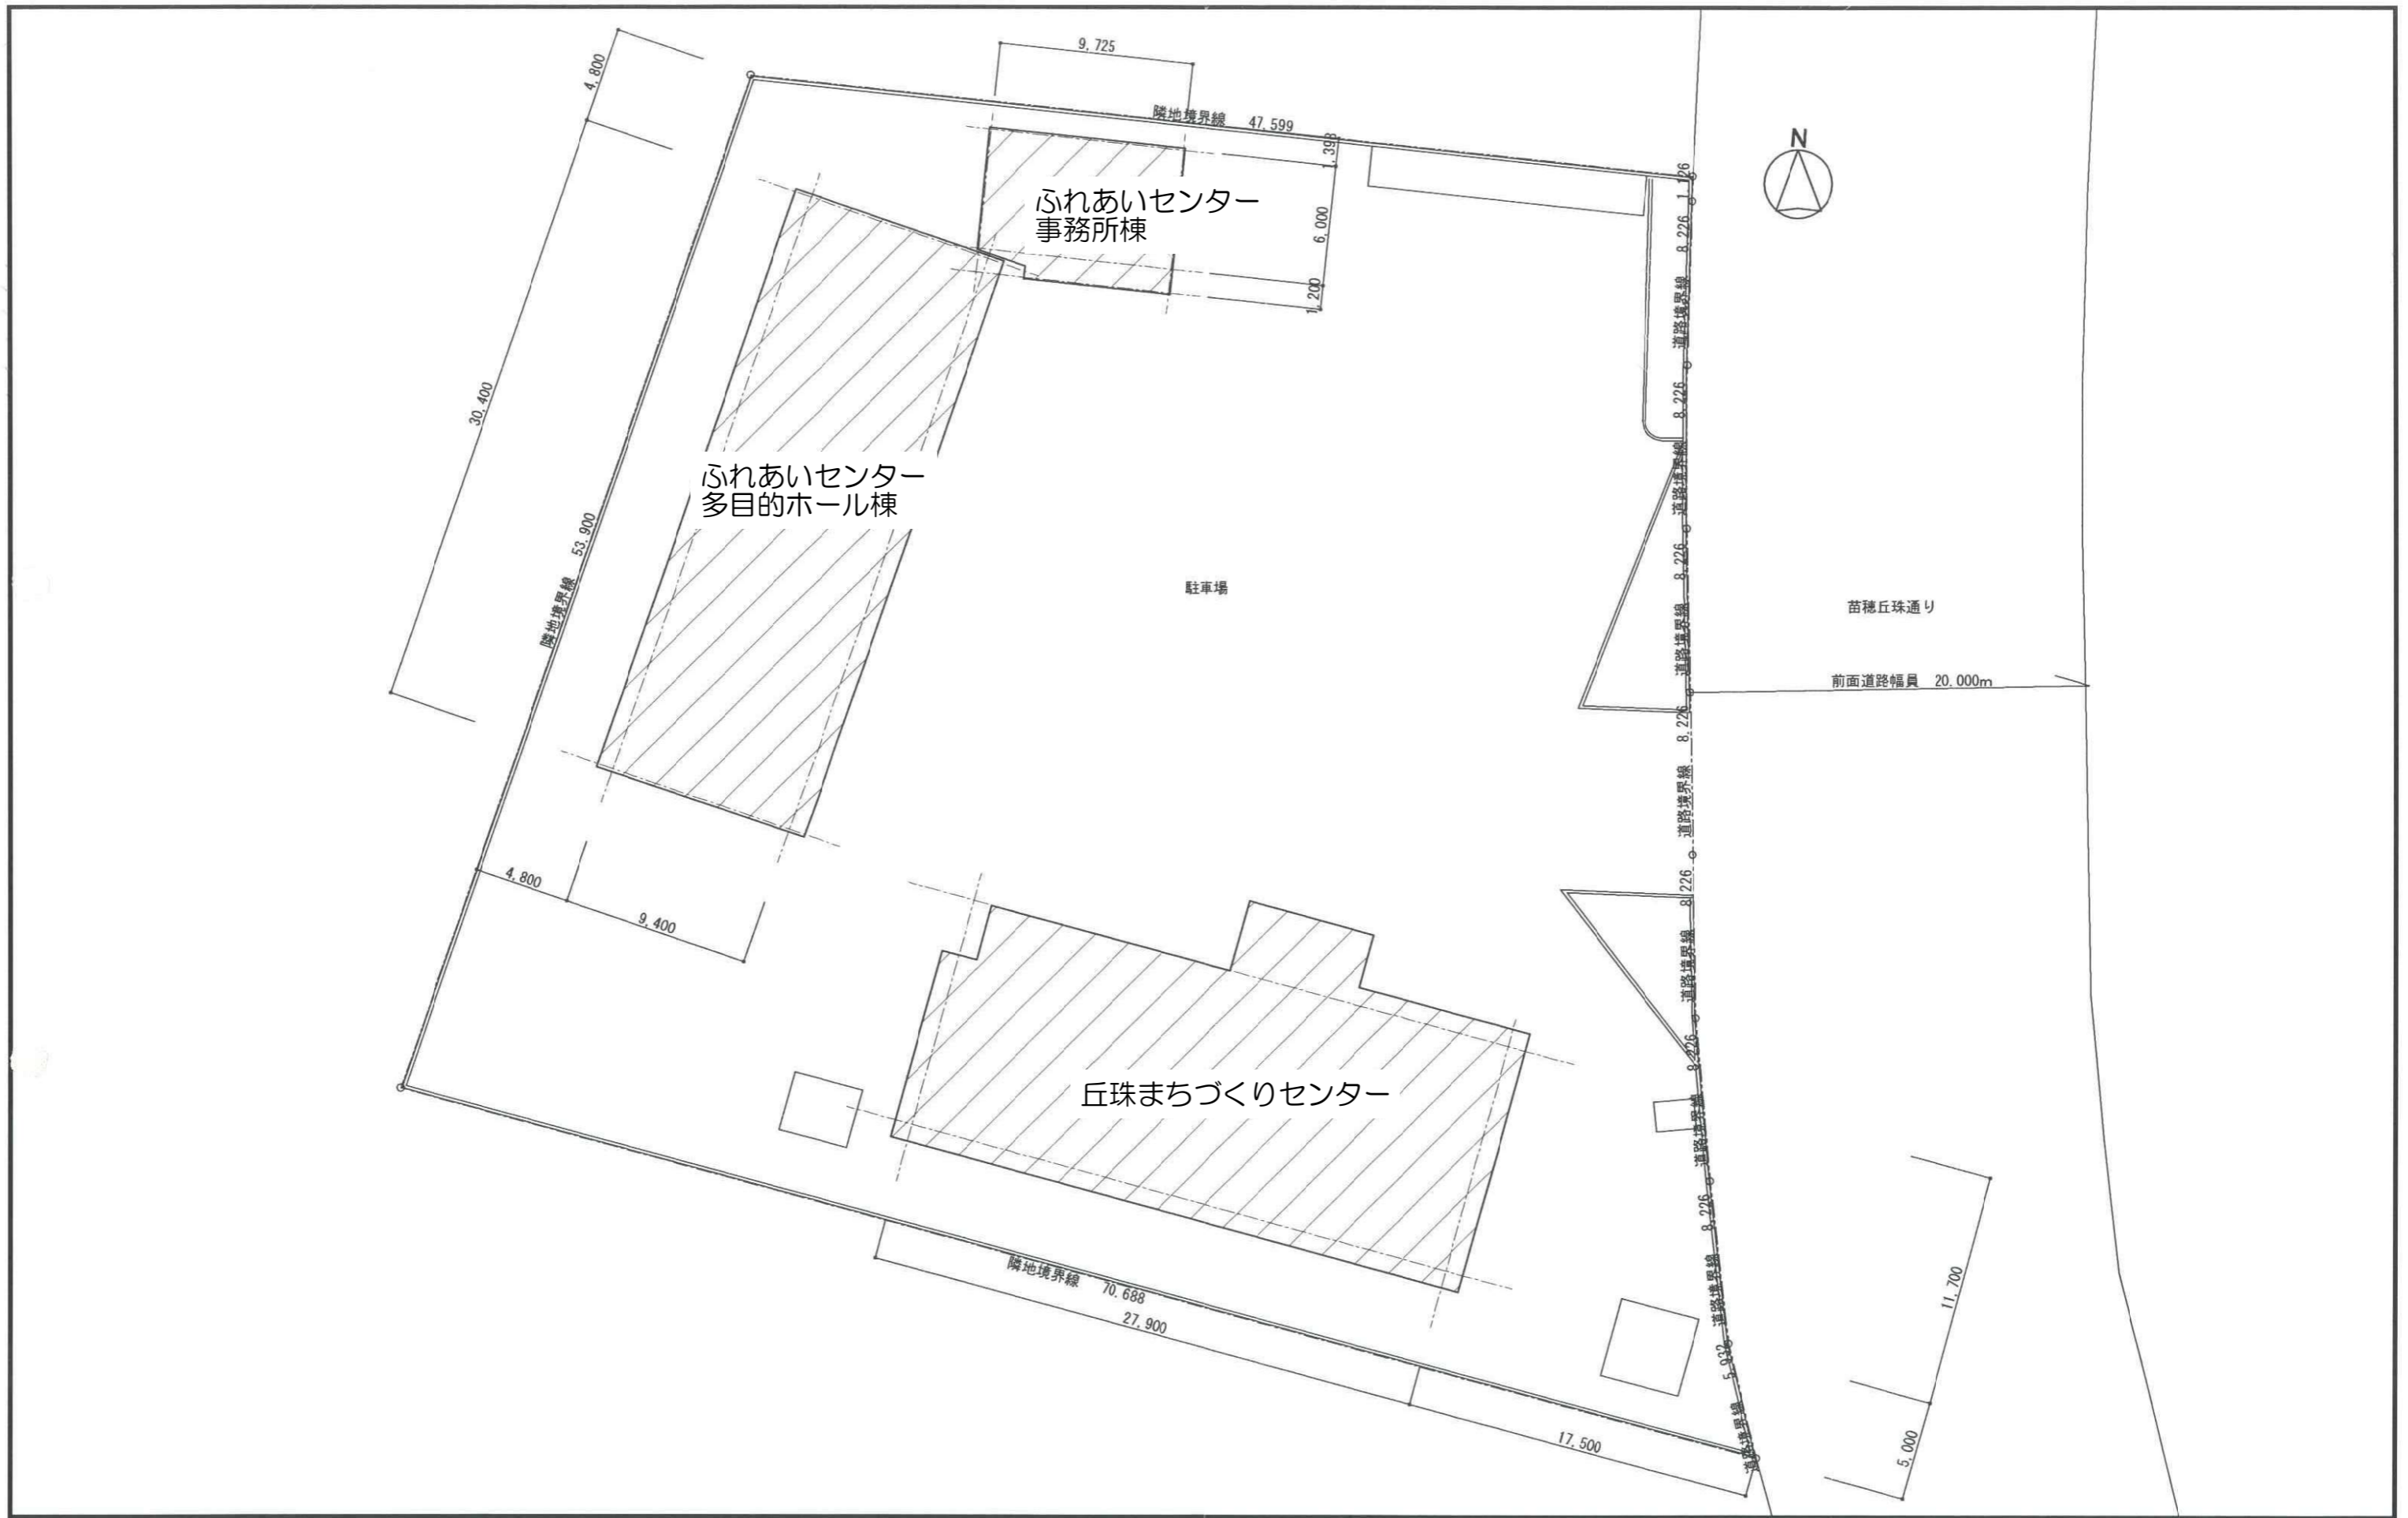 9,725
4,800
隣地境界線 47,599
N
1,393
1,126
ふれあいセンター
事務所棟
6,000
8,226
1,200
道路境界線
30,400
8,226
ふれあいセンター
多目的ホール棟
道路境界線
53,900
8,226
駐車場
隣地境界線
苗穂丘珠通り
道路境界線
前面道路幅員 20.000m
8,226
道路境界線
4,800
8,226
9,400
道路境界線
8,226
丘珠まちづくりセンター
道路境界線
8,226
隣地境界線 70,688
11,700
道路境界線
27,900
5,932
17,500
道路境界線
5,000